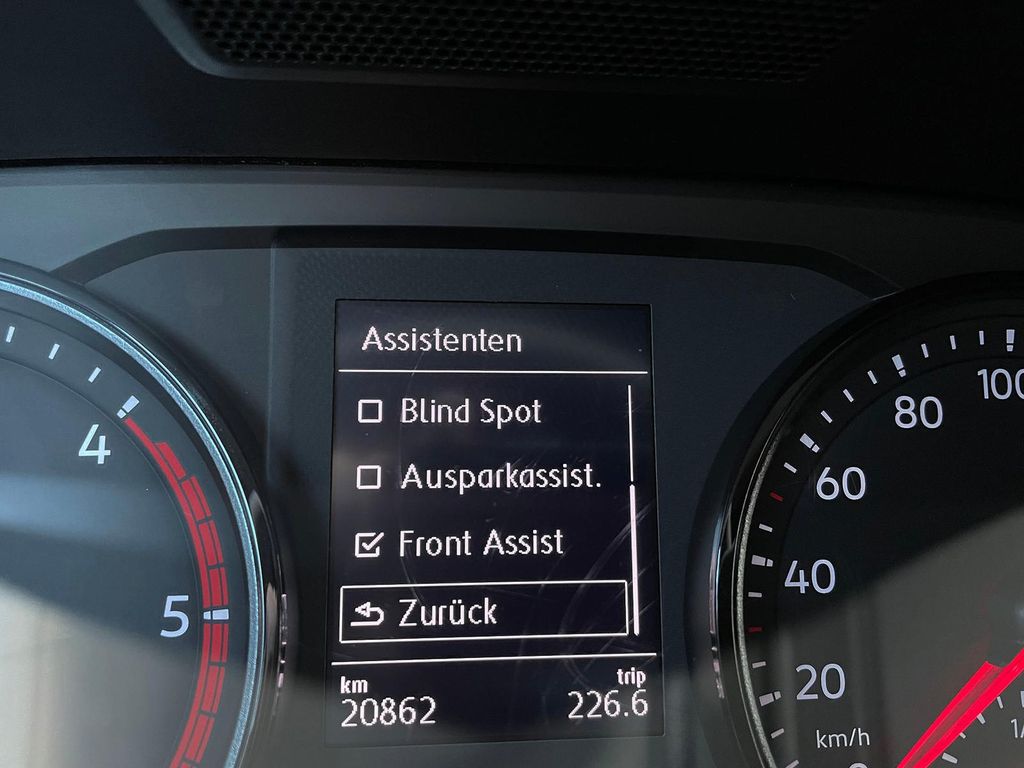 Assistenten
Blind Spot
Ausparkassist.
Front Assist
Zurück
km
20862
trip
226.6
4
5
100
80
60
40
20
km/h